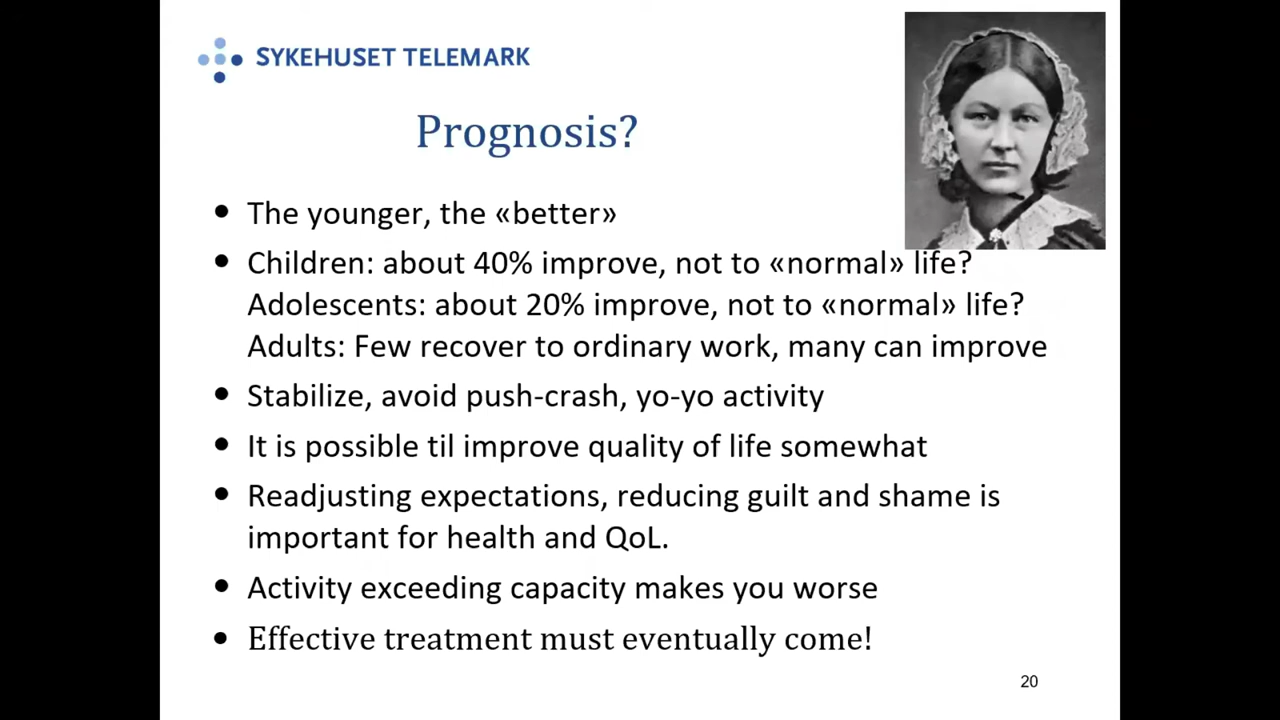 SYKEHUSET TELEMARK
Prognosis?
• The younger, the «better»
• Children: about 40% improve, not to «normal» life?
Adolescents: about 20% improve, not to «normal» life?
Adults: Few recover to ordinary work, many can improve
• Stabilize, avoid push-crash, yo-yo activity
• It is possible til improve quality of life somewhat
• Readjusting expectations, reducing guilt and shame is
important for health and QoL.
• Activity exceeding capacity makes you worse
• Effective treatment must eventually come!
20